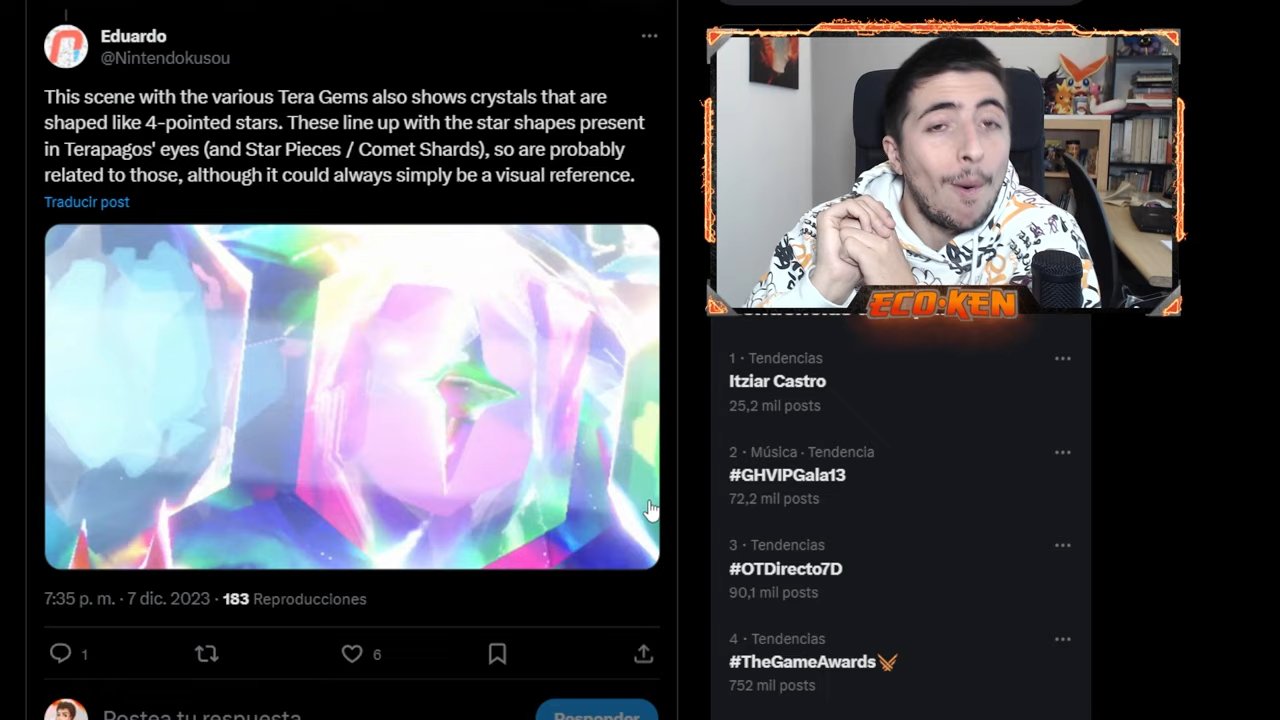 Eduardo
@Nintendokusou
This scene with the various Tera Gems also shows crystals that are
shaped like 4-pointed stars. These line up with the star shapes present
in Terapagos' eyes (and Star Pieces / Comet Shards), so are probably
related to those, although it could always simply be a visual reference.
Traducir post
7:35 p. m. · 7 dic. 2023 · 183 Reproducciones
1
6
Postea tu respuesta
Responder
ECO·KEN
1 · Tendencias
Itziar Castro
25,2 mil posts
2 · Música · Tendencia
#GHVIPGala13
72,2 mil posts
3 · Tendencias
#OTDirecto7D
90,1 mil posts
4 · Tendencias
#TheGameAwards
752 mil posts